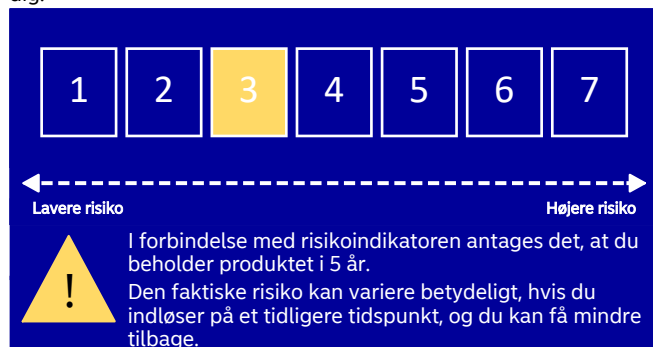 1 2 3 4 5 6 7
Lavere risiko Højere risiko
I forbindelse med risikoindikatoren antages det, at du
beholder produktet i 5 år.
!
Den faktiske risiko kan variere betydeligt, hvis du
indløser på et tidligere tidspunkt, og du kan få mindre
tilbage.